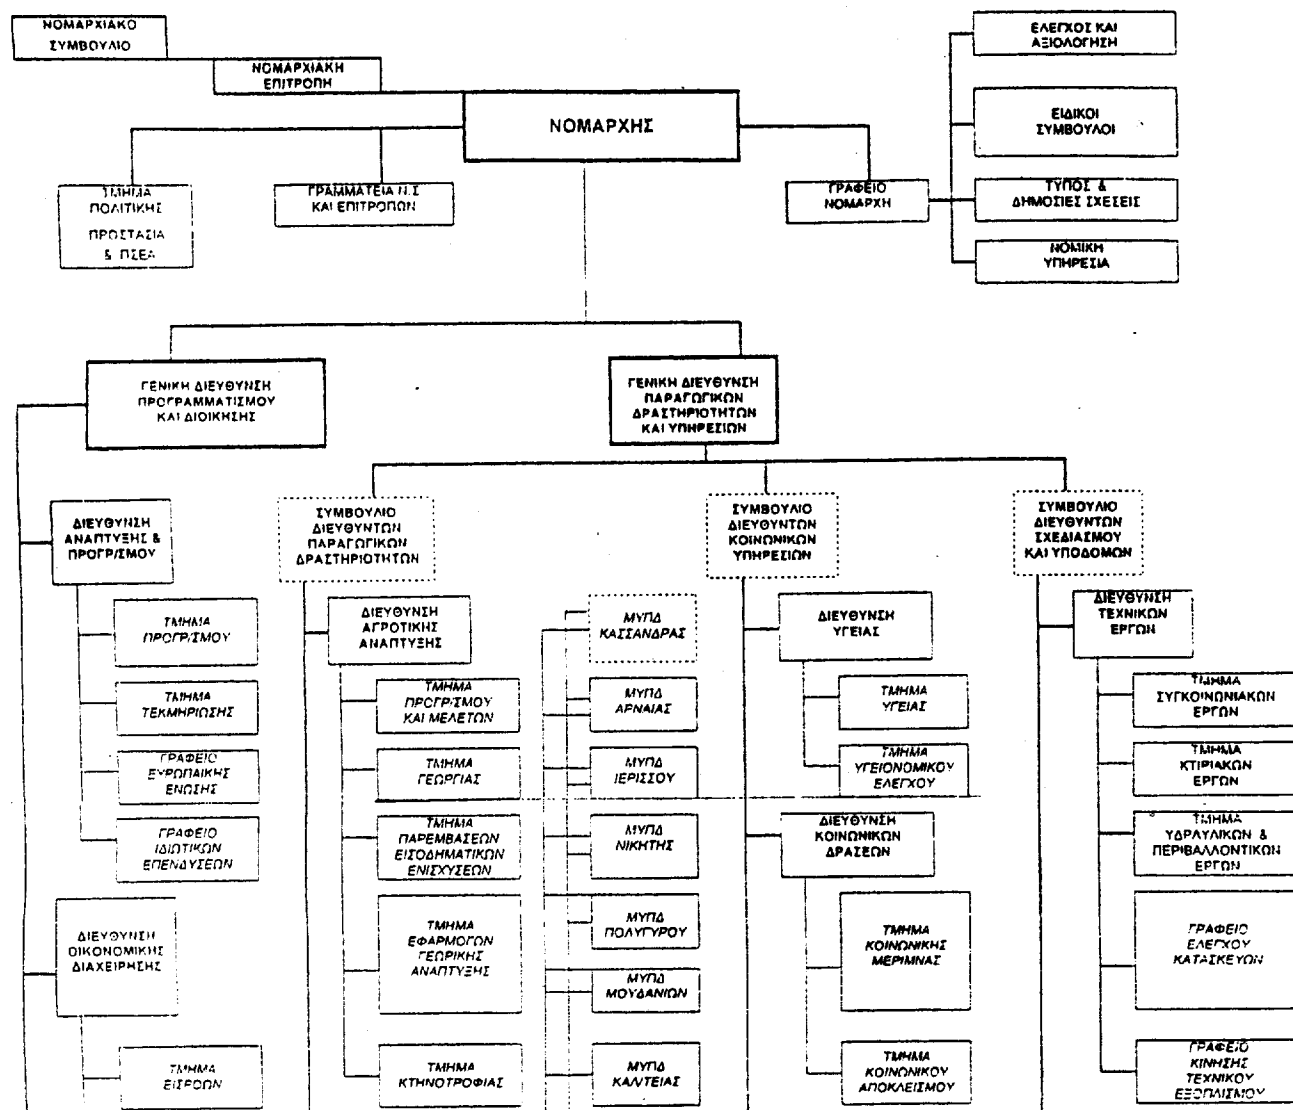 ΝΟΜΑΡΧΙΑΚΟ
ΣΥΜΒΟΥΛΙΟ
ΝΟΜΑΡΧΙΑΚΗ
ΕΠΙΤΡΟΠΗ
ΝΟΜΑΡΧΗΣ
ΕΛΕΓΧΟΣ ΚΑΙ
ΑΞΙΟΛΟΓΗΣΗ
ΕΙΔΙΚΟΙ
ΣΥΜΒΟΥΛΟΙ
ΤΥΠΟΣ &
ΔΗΜΟΣΙΕΣ ΣΧΕΣΕΙΣ
ΝΟΜΙΚΗ
ΥΠΗΡΕΣΙΑ
ΓΡΑΦΕΙΟ
ΝΟΜΑΡΧΗ
ΤΜΗΜΑ
ΠΟΛΙΤΙΚΗΣ
ΠΡΟΣΤΑΣΙΑ
& ΠΣΕΑ
ΓΡΑΜΜΑΤΕΙΑ Ν.Σ
ΚΑΙ ΕΠΙΤΡΟΠΩΝ
ΓΕΝΙΚΗ ΔΙΕΥΘΥΝΣΗ
ΠΡΟΓΡΑΜΜΑΤΙΣΜΟΥ
ΚΑΙ ΔΙΟΙΚΗΣΗΣ
ΓΕΝΙΚΗ ΔΙΕΥΘΥΝΣΗ
ΠΑΡΑΓΩΓΙΚΩΝ
ΔΡΑΣΤΗΡΙΟΤΗΤΩΝ
ΚΑΙ ΥΠΗΡΕΣΙΩΝ
ΔΙΕΥΘΥΝΣΗ
ΑΝΑΠΤΥΞΗΣ &
ΠΡΟΓΡ/ΣΜΟΥ
ΤΜΗΜΑ
ΠΡΟΓΡ/ΣΜΟΥ
ΤΜΗΜΑ
ΤΕΚΜΗΡΙΩΣΗΣ
ΓΡΑΦΕΙΟ
ΕΥΡΩΠΑΙΚΗΣ
ΕΝΩΣΗΣ
ΓΡΑΦΕΙΟ
ΙΔΙΩΤΙΚΩΝ
ΕΠΕΝΔΥΣΕΩΝ
ΔΙΕΥΘΥΝΣΗ
ΟΙΚΟΝΟΜΙΚΗΣ
ΔΙΑΧΕΙΡΗΣΗΣ
ΤΜΗΜΑ
ΕΙΣΡΟΩΝ
ΣΥΜΒΟΥΛΙΟ
ΔΙΕΥΘΥΝΤΩΝ
ΠΑΡΑΓΩΓΙΚΩΝ
ΔΡΑΣΤΗΡΙΟΤΗΤΩΝ
ΔΙΕΥΘΥΝΣΗ
ΑΓΡΟΤΙΚΗΣ
ΑΝΑΠΤΥΞΗΣ
ΤΜΗΜΑ
ΠΡΟΓΡ/ΣΜΟΥ
ΚΑΙ ΜΕΛΕΤΩΝ
ΤΜΗΜΑ
ΓΕΩΡΓΙΑΣ
ΤΜΗΜΑ
ΠΑΡΕΜΒΑΣΕΩΝ
ΕΙΣΟΔΗΜΑΤΙΚΩΝ
ΕΝΙΣΧΥΣΕΩΝ
ΤΜΗΜΑ
ΕΦΑΡΜΟΓΩΝ
ΓΕΩΡΙΚΗΣ
ΑΝΑΠΤΥΞΗΣ
ΤΜΗΜΑ
ΚΤΗΝΟΤΡΟΦΙΑΣ
ΜΥΠΔ
ΚΑΣΣΑΝΔΡΑΣ
ΜΥΠΔ
ΑΡΝΑΙΑΣ
ΜΥΠΔ
ΙΕΡΙΣΣΟΥ
ΜΥΠΔ
ΝΙΚΗΤΗΣ
ΜΥΠΔ
ΠΟΛΥΓΥΡΟΥ
ΜΥΠΔ
ΜΟΥΔΑΝΙΩΝ
ΜΥΠΔ
ΣΥΜΒΟΥΛΙΟ
ΔΙΕΥΘΥΝΤΩΝ
ΚΟΙΝΩΝΙΚΩΝ
ΥΠΗΡΕΣΙΩΝ
ΔΙΕΥΘΥΝΣΗ
ΥΓΕΙΑΣ
ΤΜΗΜΑ
ΥΓΕΙΑΣ
ΤΜΗΜΑ
ΥΓΕΙΟΝΟΜΙΚΟΥ
ΕΛΕΓΧΟΥ
ΔΙΕΥΘΥΝΣΗ
ΚΟΙΝΩΝΙΚΩΝ
ΔΡΑΣΕΩΝ
ΤΜΗΜΑ
ΚΟΙΝΩΝΙΚΗΣ
ΜΕΡΙΜΝΑΣ
ΤΜΗΜΑ
ΚΟΙΝΩΝΙΚΟΥ
ΑΠΟΚΛΕΙΣΜΟΥ
ΣΥΜΒΟΥΛΙΟ
ΔΙΕΥΘΥΝΤΩΝ
ΣΧΕΔΙΑΣΜΟΥ
ΚΑΙ ΥΠΟΔΟΜΩΝ
ΔΙΕΥΘΥΝΣΗ
ΤΕΧΝΙΚΩΝ
ΕΡΓΩΝ
ΤΜΗΜΑ
ΣΥΓΚΟΙΝΩΝΙΑΚΩΝ
ΕΡΓΩΝ
ΤΜΗΜΑ
ΚΤΙΡΙΑΚΩΝ
ΕΡΓΩΝ
ΤΜΗΜΑ
ΥΔΡΑΥΛΙΚΩΝ &
ΠΕΡΙΒΑΛΛΟΝΤΙΚΩΝ
ΕΡΓΩΝ
ΓΡΑΦΕΙΟ
ΕΛΕΓΧΟΥ
ΚΑΤΑΣΚΕΥΩΝ
ΓΡΑΦΕΙΟ
ΚΙΝΗΣΗΣ
ΤΕΧΝΙΚΟΥ
ΕΞΟΠΛΙΣΜΟΥ